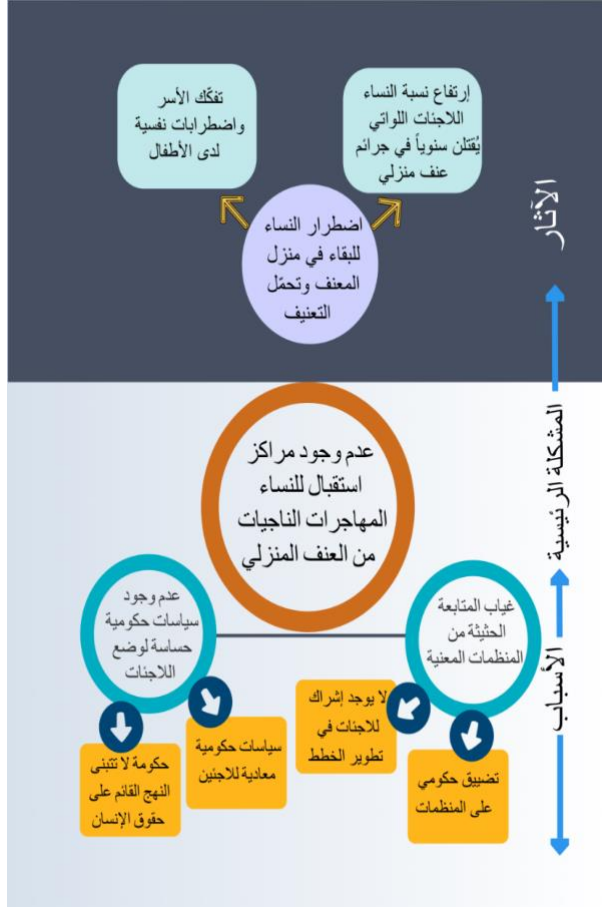 إرتفاع نسبة النساء
اللاجئات اللواتي
يُقتلن سنوياً في جرائم
عنف منزلي
تفكّك الأسر
واضطرابات نفسية
لدى الأطفال
اضطرار النساء
للبقاء في منزل
المعنف وتحمّل
التعنيف
الآثار
المشكلة الرئيسية
عدم وجود مراكز
استقبال للنساء
المهاجرات الناجيات
من العنف المنزلي
الأسباب
غياب المتابعة
الحثيثة من
المنظمات المعنية
عدم وجود
سياسات حكومية
حساسة لوضع
اللاجئات
تضييق حكومي
على المنظمات
لا يوجد إشراك
للاجئات في
تطوير الخطط
سياسات حكومية
معادية للاجئين
حكومة لا تتبنى
النهج القائم على
حقوق الإنسان